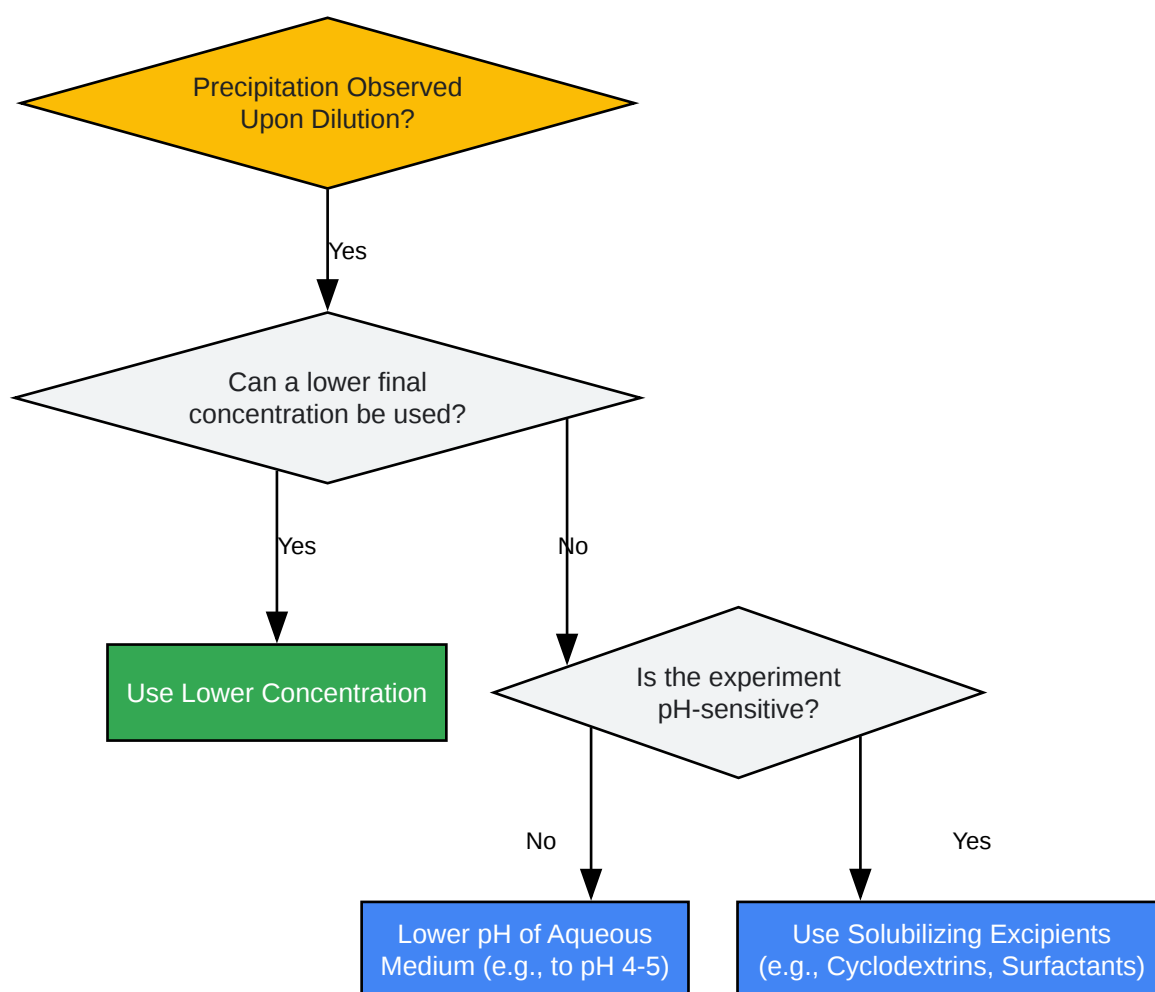 Precipitation Observed
Upon Dilution?
Yes
Can a lower final
concentration be used?
Yes
No
Use Lower Concentration
Is the experiment
pH-sensitive?
No
Yes
Lower pH of Aqueous
Medium (e.g., to pH 4-5)
Use Solubilizing Excipients
(e.g., Cyclodextrins, Surfactants)